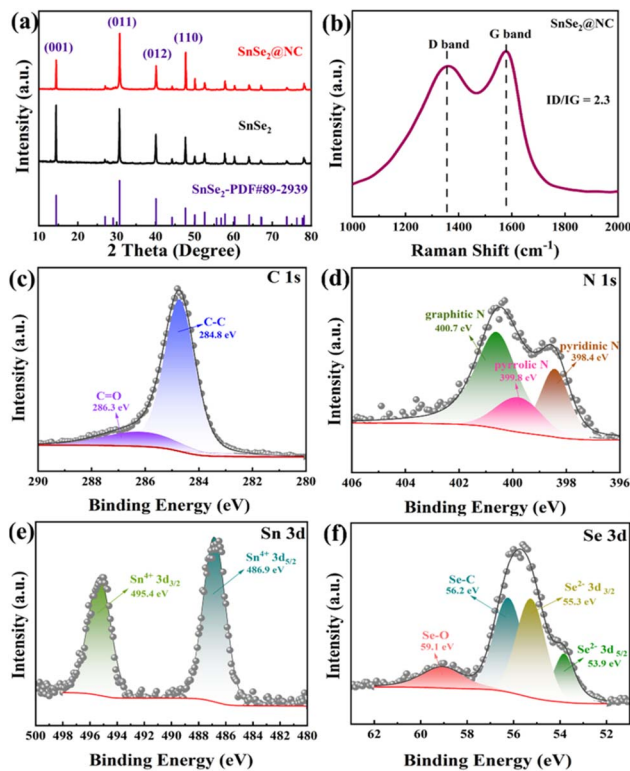 (a)
(001)
(011)
(012)
(110)
SnSe₂@NC
SnSe₂
SnSe₂-PDF#89-2939
Intensity (a.u.)
10 20 30 40 50 60 70 80
2 Theta (Degree)
(b)
SnSe₂@NC
D band
G band
ID/IG = 2.3
Intensity (a.u.)
1000 1200 1400 1600 1800 2000
Raman Shift (cm⁻¹)
(c)
C 1s
C-C
284.8 eV
C=O
286.3 eV
Intensity (a.u.)
290 288 286 284 282 280
Binding Energy (eV)
(d)
N 1s
graphitic N
400.7 eV
pyrrolic N
399.8 eV
pyridinic N
398.4 eV
Intensity (a.u.)
406 404 402 400 398 396
Binding Energy (eV)
(e)
Sn 3d
Sn⁴⁺ 3d₃/₂
495.4 eV
Sn⁴⁺ 3d₅/₂
486.9 eV
Intensity (a.u.)
500 498 496 494 492 490 488 486 484 482 480
Binding Energy (eV)
(f)
Se 3d
Se-C
56.2 eV
Se²⁻ 3d ₃/₂
55.3 eV
Se-O
59.1 eV
Se²⁻ 3d ₅/₂
53.9 eV
Intensity (a.u.)
62 60 58 56 54 52
Binding Energy (eV)